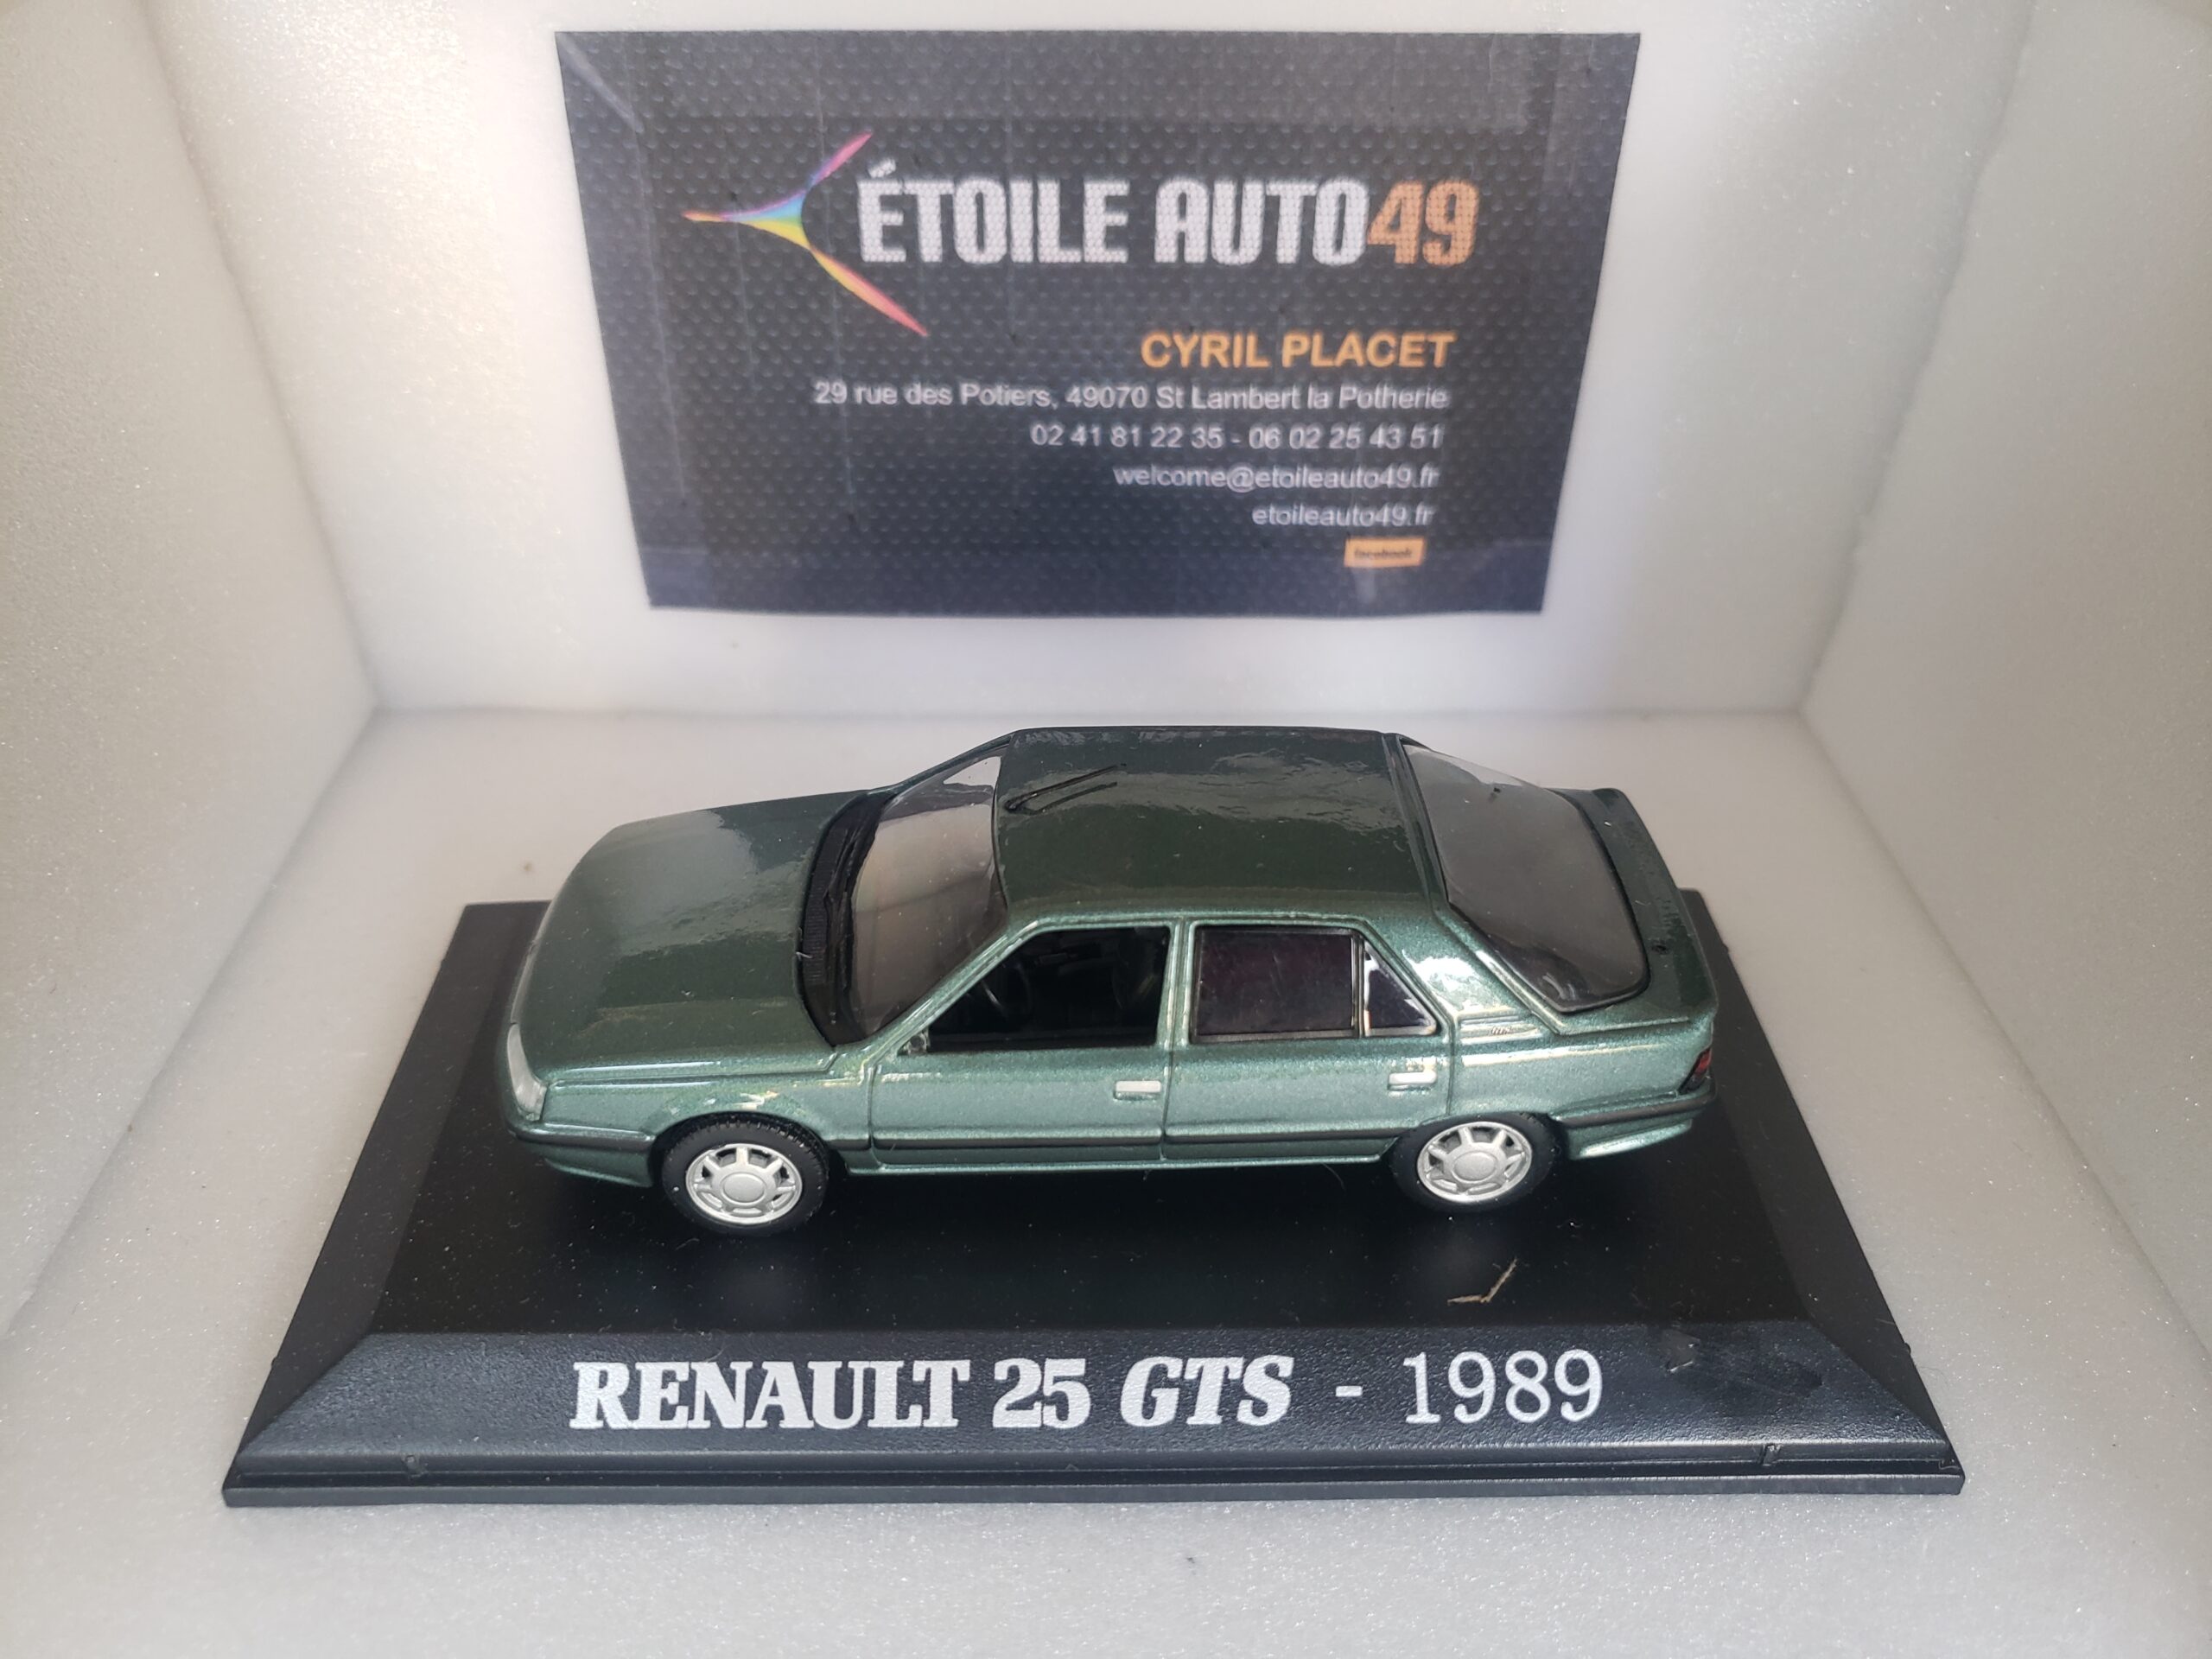 ÉTOILE AUTO49
CYRIL PLACET
29 rue des Potiers, 49070 St Lambert la Potherie
02 41 81 22 35 - 06 02 25 43 51
welcome@etoileauto49.fr
etoileauto49.fr
facebook
RENAULT 25 GTS - 1989